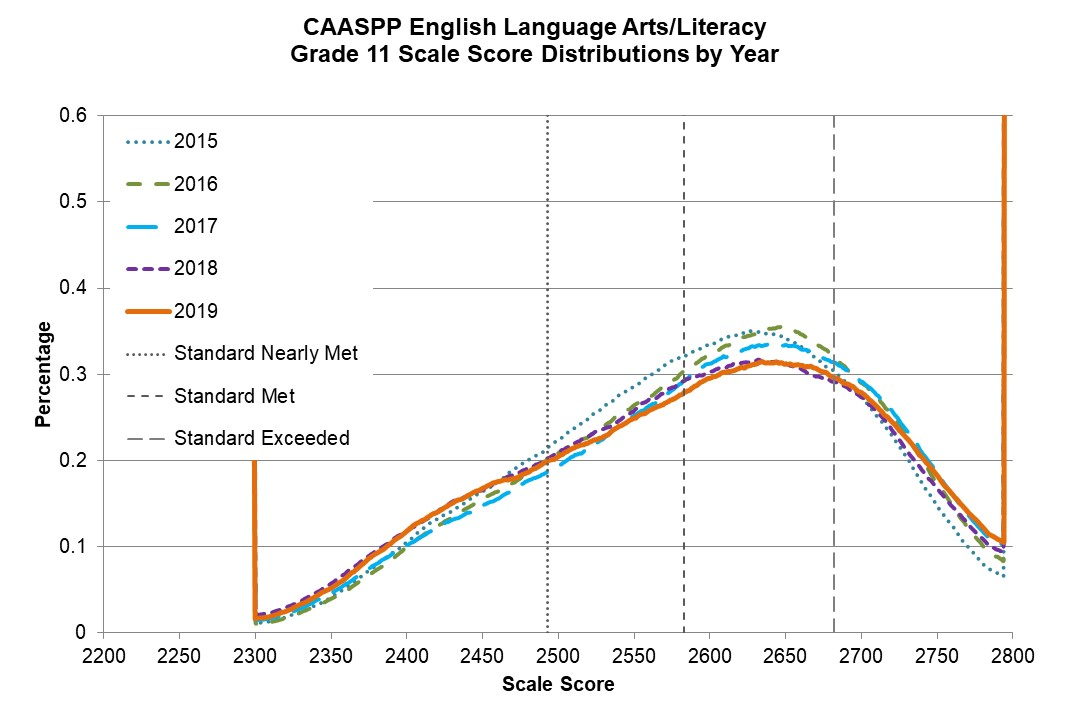 CAASPP English Language Arts/Literacy
Grade 11 Scale Score Distributions by Year
0.6
0.5
0.4
0.3
0.2
0.1
0
Percentage
2015
2016
2017
2018
2019
Standard Nearly Met
Standard Met
Standard Exceeded
2200 2250 2300 2350 2400 2450 2500 2550 2600 2650 2700 2750 2800
Scale Score